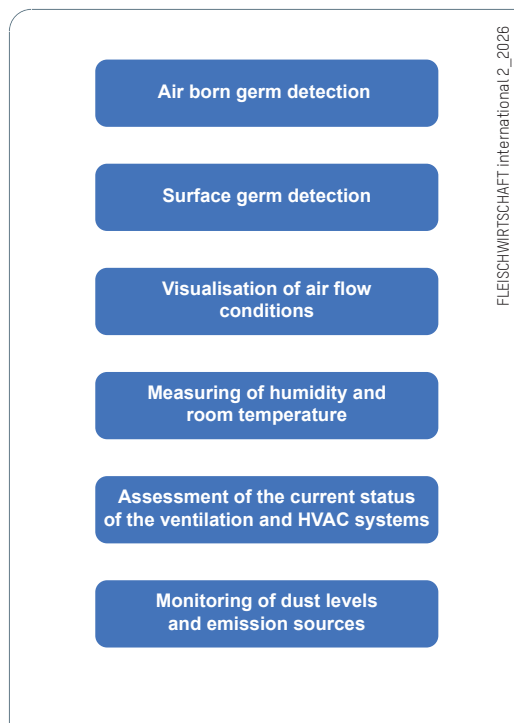 Air born germ detection
Surface germ detection
Visualisation of air flow
conditions
Measuring of humidity and
room temperature
Assessment of the current status
of the ventilation and HVAC systems
Monitoring of dust levels
and emission sources
FLEISCHWIRTSCHAFT international 2_2026